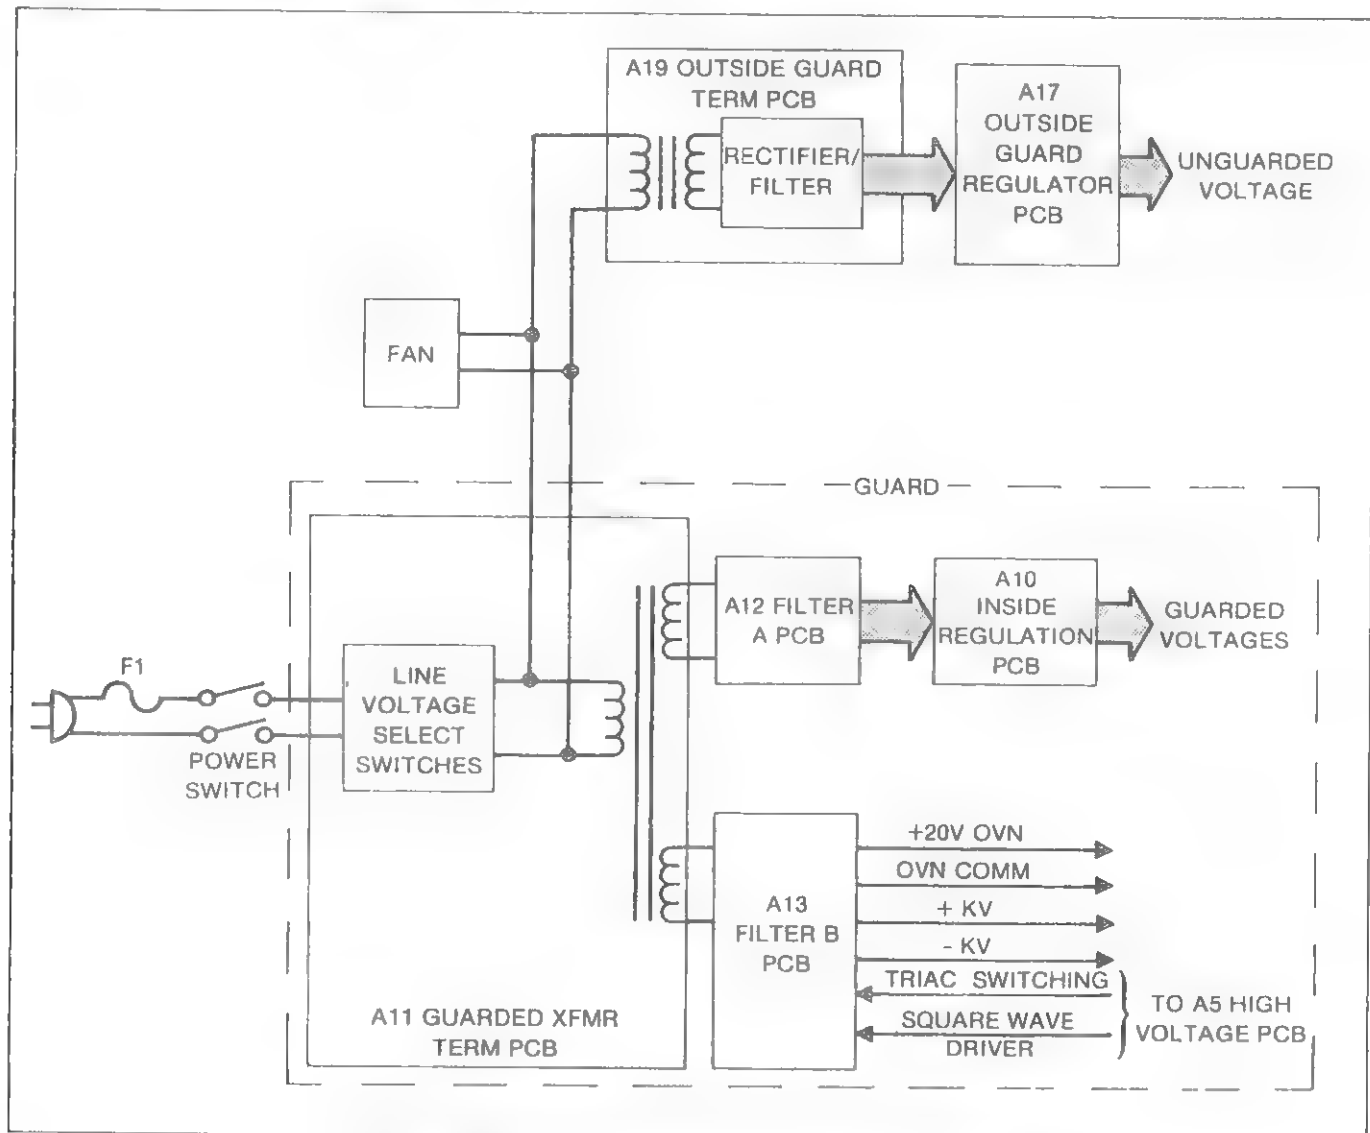 A19 OUTSIDE GUARD
TERM PCB
RECTIFIER/
FILTER
A17
OUTSIDE
GUARD
REGULATOR
PCB
UNGUARDED
VOLTAGE
FAN
GUARD
A12 FILTER
A PCB
A10
INSIDE
REGULATION
PCB
GUARDED
VOLTAGES
F1
POWER
SWITCH
LINE
VOLTAGE
SELECT
SWITCHES
A11 GUARDED XFMR
TERM PCB
A13
FILTER B
PCB
+20V OVN
OVN COMM
+ KV
- KV
TRIAC SWITCHING
SQUARE WAVE
DRIVER
TO A5 HIGH
VOLTAGE PCB